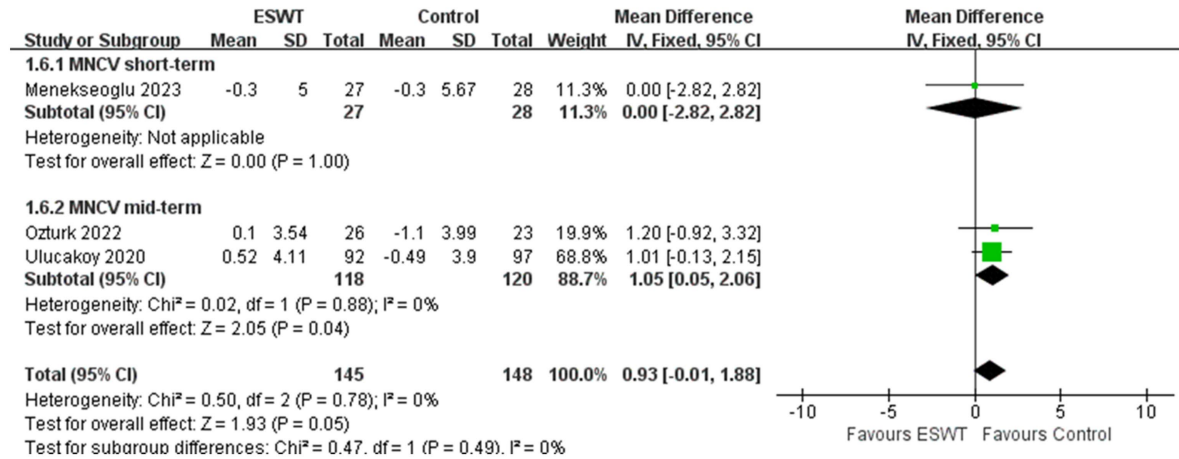 ESWT Control Mean Difference Mean Difference
Study or Subgroup Mean SD Total Mean SD Total Weight IV, Fixed, 95% CI IV, Fixed, 95% CI
1.6.1 MNCV short-term
Menekseoglu 2023 -0.3 5 27 -0.3 5.67 28 11.3% 0.00 [-2.82, 2.82]
Subtotal (95% CI) 27 28 11.3% 0.00 [-2.82, 2.82]
Heterogeneity: Not applicable
Test for overall effect: Z = 0.00 (P = 1.00)
1.6.2 MNCV mid-term
Ozturk 2022 0.1 3.54 26 -1.1 3.99 23 19.9% 1.20 [-0.92, 3.32]
Ulucakoy 2020 0.52 4.11 92 -0.49 3.9 97 68.8% 1.01 [-0.13, 2.15]
Subtotal (95% CI) 118 120 88.7% 1.05 [0.05, 2.06]
Heterogeneity: Chi² = 0.02, df = 1 (P = 0.88); I² = 0%
Test for overall effect: Z = 2.05 (P = 0.04)
Total (95% CI) 145 148 100.0% 0.93 [-0.01, 1.88]
Heterogeneity: Chi² = 0.50, df = 2 (P = 0.78); I² = 0%
Test for overall effect: Z = 1.93 (P = 0.05)
Test for subgroup differences: Chi² = 0.47, df = 1 (P = 0.49), I² = 0%
-10 -5 0 5 10
Favours ESWT Favours Control